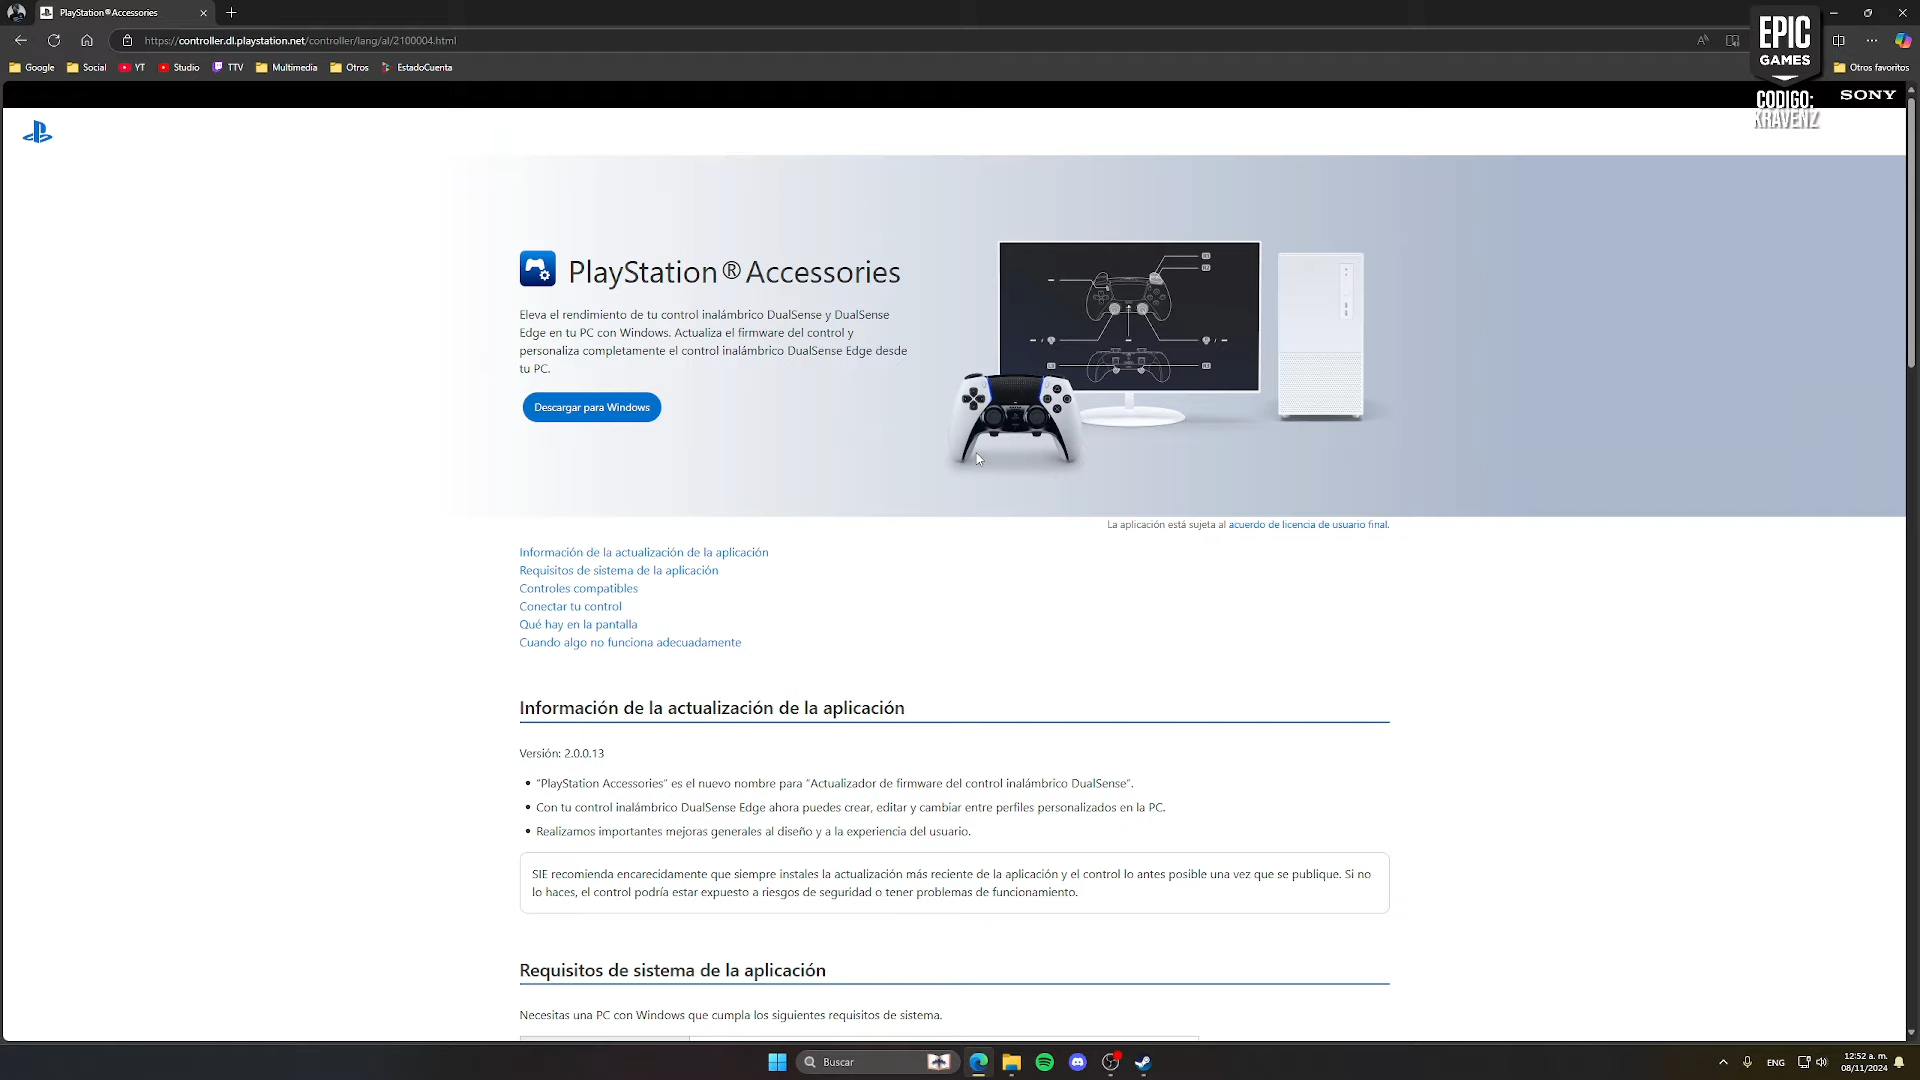 PlayStation®Accessories
https://controller.dl.playstation.net/controller/lang/al/2100004.html
EPIC
GAMES
CODIGO:
KRAVENZ
Google
Social
YT
Studio
TTV
Multimedia
Otros
EstadoCuenta
Otros favoritos
SONY
PlayStation®Accessories
Eleva el rendimiento de tu control inalámbrico DualSense y DualSense
Edge en tu PC con Windows. Actualiza el firmware del control y
personaliza completamente el control inalámbrico DualSense Edge desde
tu PC.
Descargar para Windows
La aplicación está sujeta al acuerdo de licencia de usuario final.
Información de la actualización de la aplicación
Requisitos de sistema de la aplicación
Controles compatibles
Conectar tu control
Qué hay en la pantalla
Cuando algo no funciona adecuadamente
Información de la actualización de la aplicación
Versión: 2.0.0.13
• "PlayStation Accessories" es el nuevo nombre para "Actualizador de firmware del control inalámbrico DualSense".
• Con tu control inalámbrico DualSense Edge ahora puedes crear, editar y cambiar entre perfiles personalizados en la PC.
• Realizamos importantes mejoras generales al diseño y a la experiencia del usuario.
SIE recomienda encarecidamente que siempre instales la actualización más reciente de la aplicación y el control lo antes posible una vez que se publique. Si no
lo haces, el control podría estar expuesto a riesgos de seguridad o tener problemas de funcionamiento.
Requisitos de sistema de la aplicación
Necesitas una PC con Windows que cumpla los siguientes requisitos de sistema.
Buscar
ENG
12:52 a. m.
08/11/2024